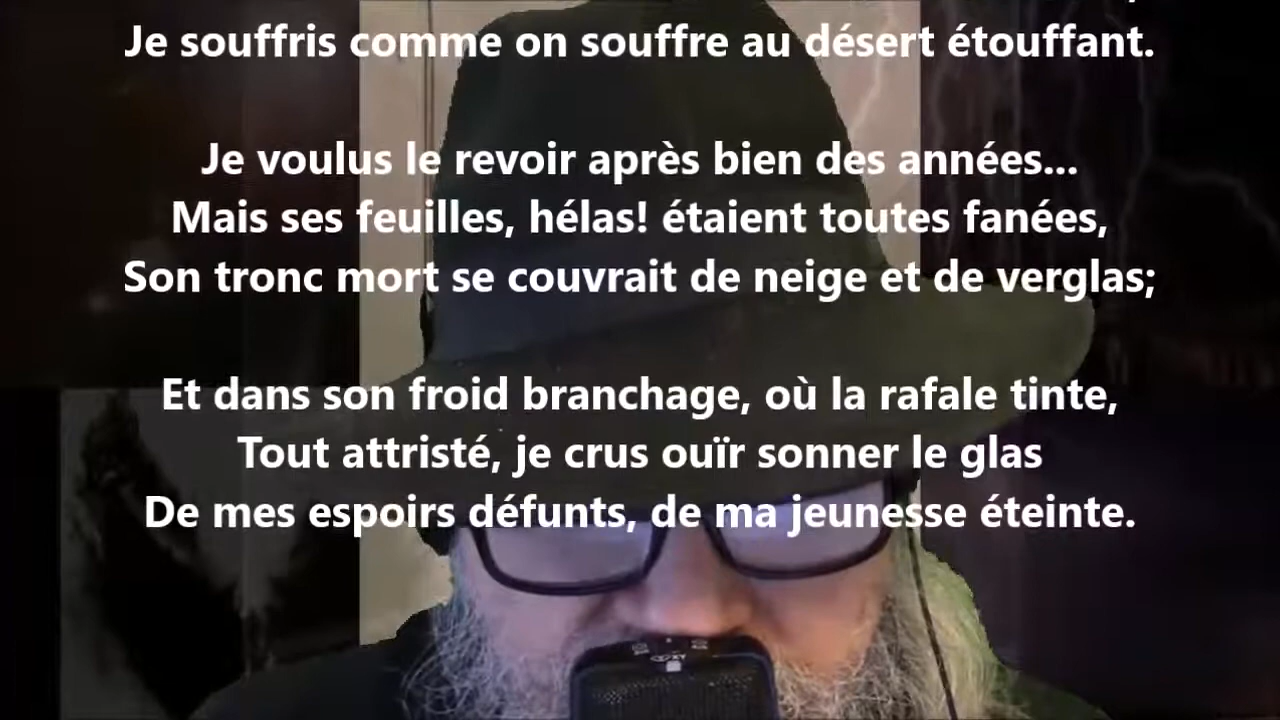 Je souffris comme on souffre au désert étouffant.
Je voulus le revoir après bien des années...
Mais ses feuilles, hélas! étaient toutes fanées,
Son tronc mort se couvrait de neige et de verglas;
Et dans son froid branchage, où la rafale tinte,
Tout attristé, je crus ouïr sonner le glas
De mes espoirs défunts, de ma jeunesse éteinte.